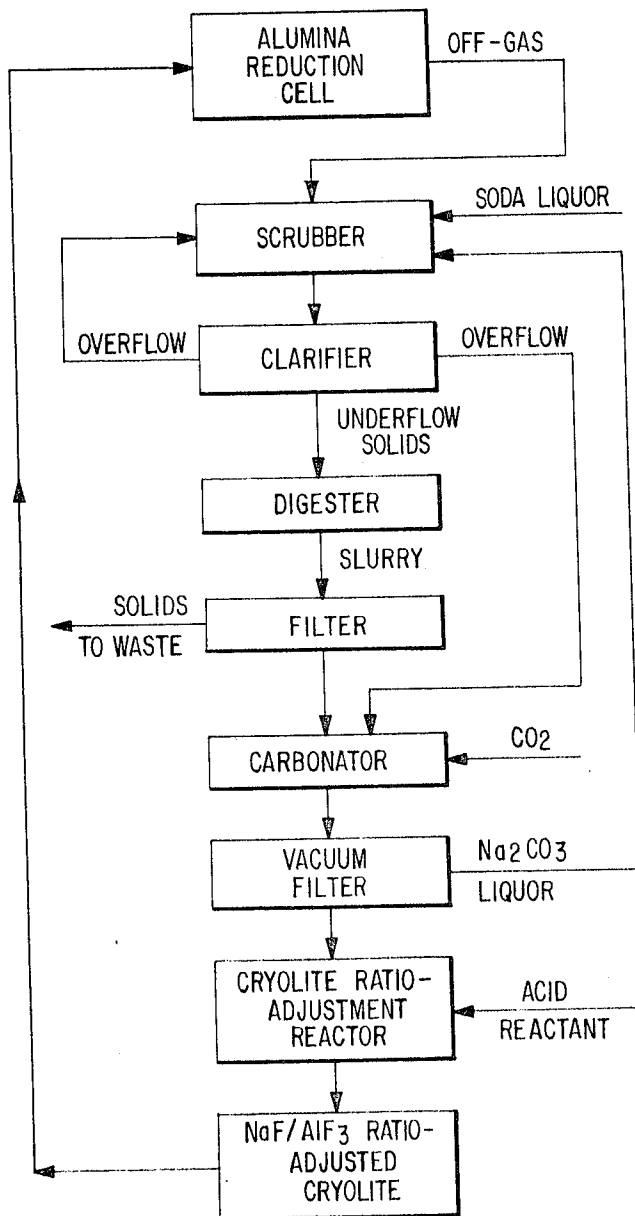 ALUMINA
REDUCTION
CELL
OFF-GAS
SODA LIQUOR
SCRUBBER
OVERFLOW
CLARIFIER
OVERFLOW
UNDERFLOW
SOLIDS
DIGESTER
SLURRY
SOLIDS
TO WASTE
FILTER
CO2
CARBONATOR
VACUUM
FILTER
Na2CO3
LIQUOR
CRYOLITE RATIO-
ADJUSTMENT
REACTOR
ACID
REACTANT
NaF/AlF3 RATIO-
ADJUSTED
CRYOLITE